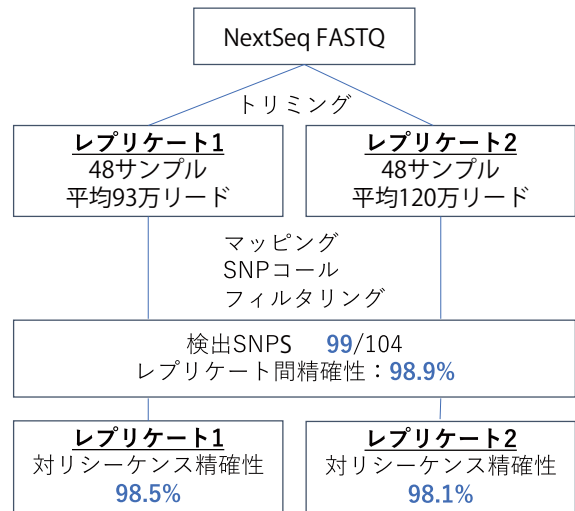 NextSeq FASTQ
トリミング
レプリケート1
48サンプル
平均93万リード
レプリケート2
48サンプル
平均120万リード
マッピング
SNPコール
フィルタリング
検出SNPS 99/104
レプリケート間精確性：98.9%
レプリケート1
対リシーケンス精確性
98.5%
レプリケート2
対リシーケンス精確性
98.1%